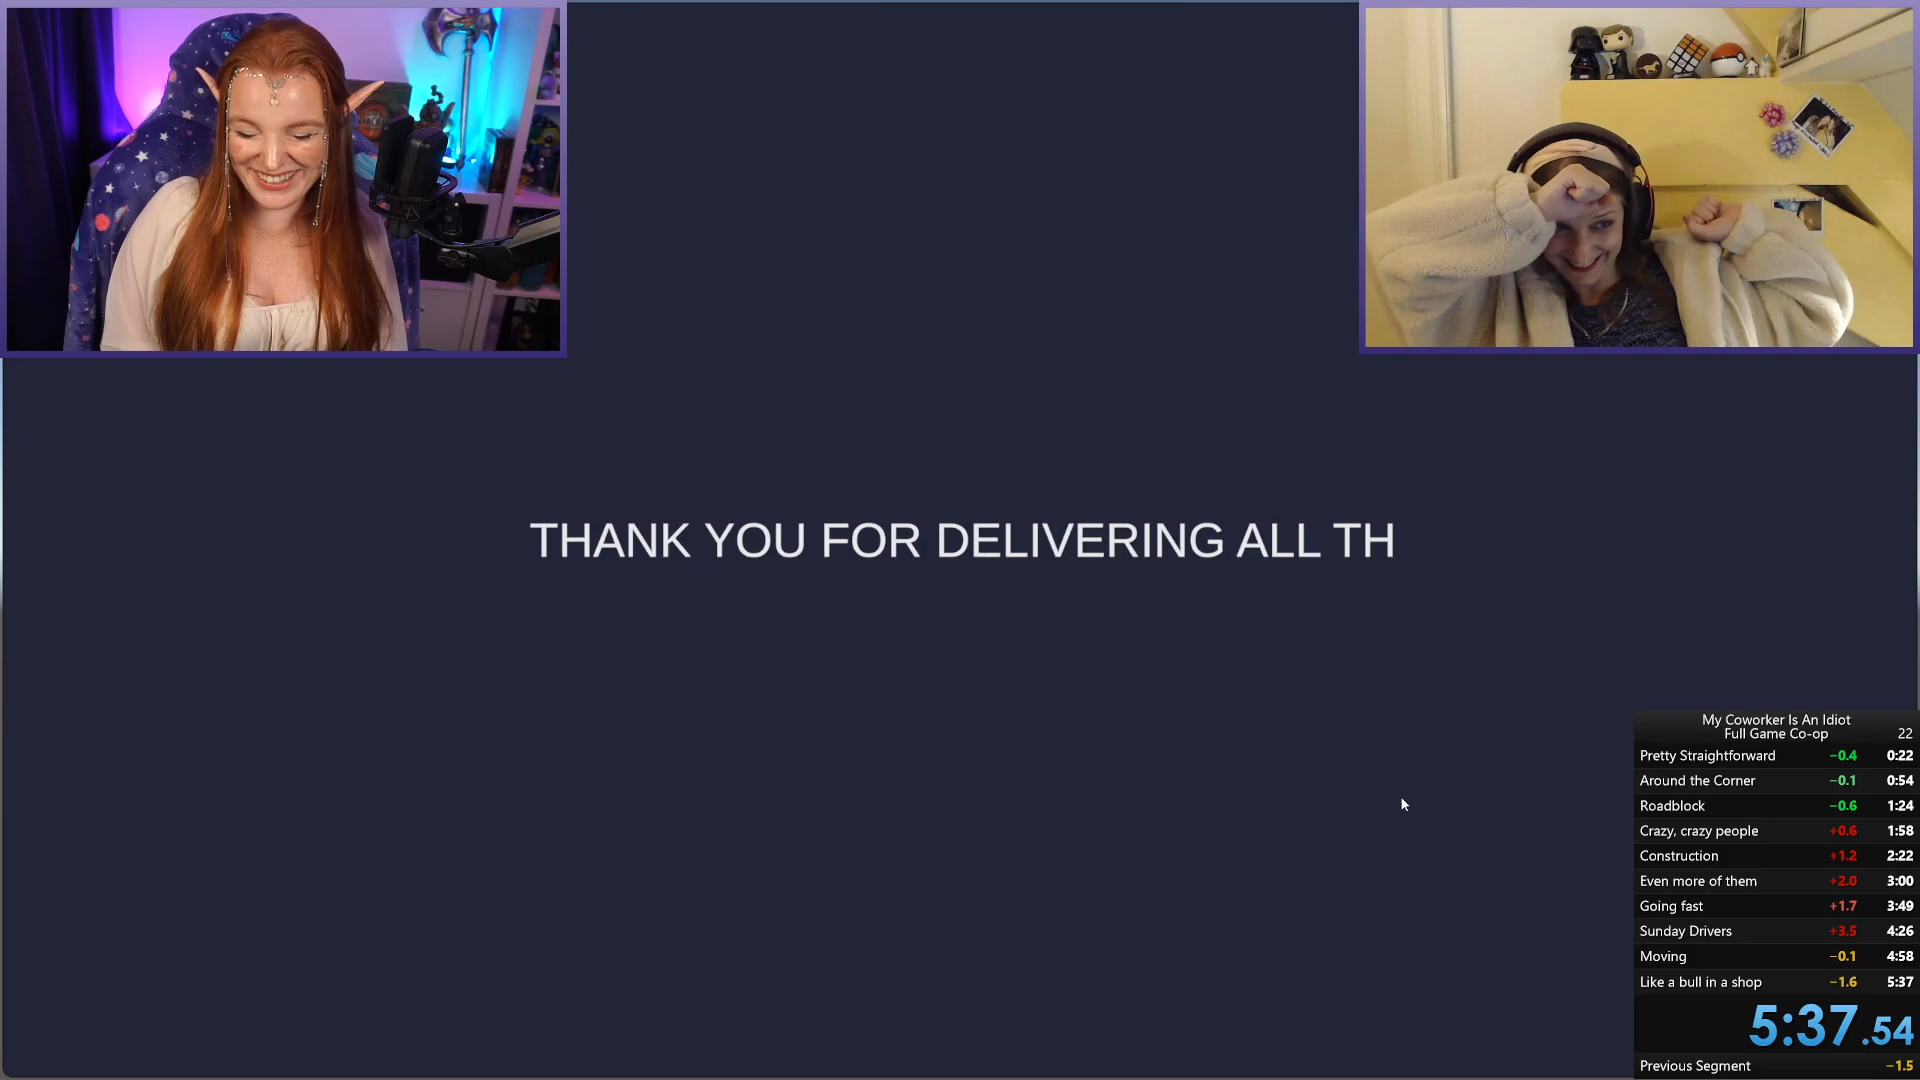 THANK YOU FOR DELIVERING ALL TH
My Coworker Is An Idiot
Full Game Co-op 22
Pretty Straightforward −0.4 0:22
Around the Corner −0.1 0:54
Roadblock −0.6 1:24
Crazy, crazy people +0.6 1:58
Construction +1.2 2:22
Even more of them +2.0 3:00
Going fast +1.7 3:49
Sunday Drivers +3.5 4:26
Moving −0.1 4:58
Like a bull in a shop −1.6 5:37
5:37.54
Previous Segment −1.5